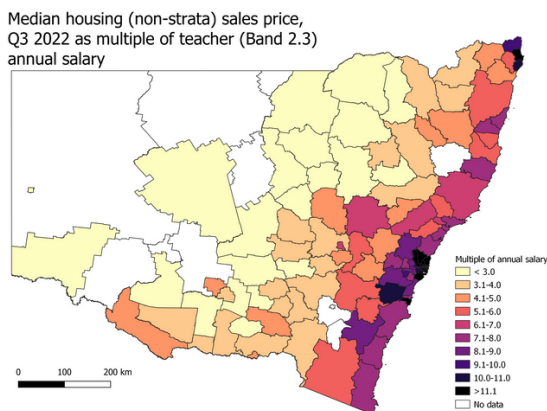 Median housing (non-strata) sales price,
Q3 2022 as multiple of teacher (Band 2.3)
annual salary
Multiple of annual salary
< 3.0
3.1-4.0
4.1-5.0
5.1-6.0
6.1-7.0
7.1-8.0
8.1-9.0
9.1-10.0
10.0-11.0
>11.1
No data
0 100 200 km